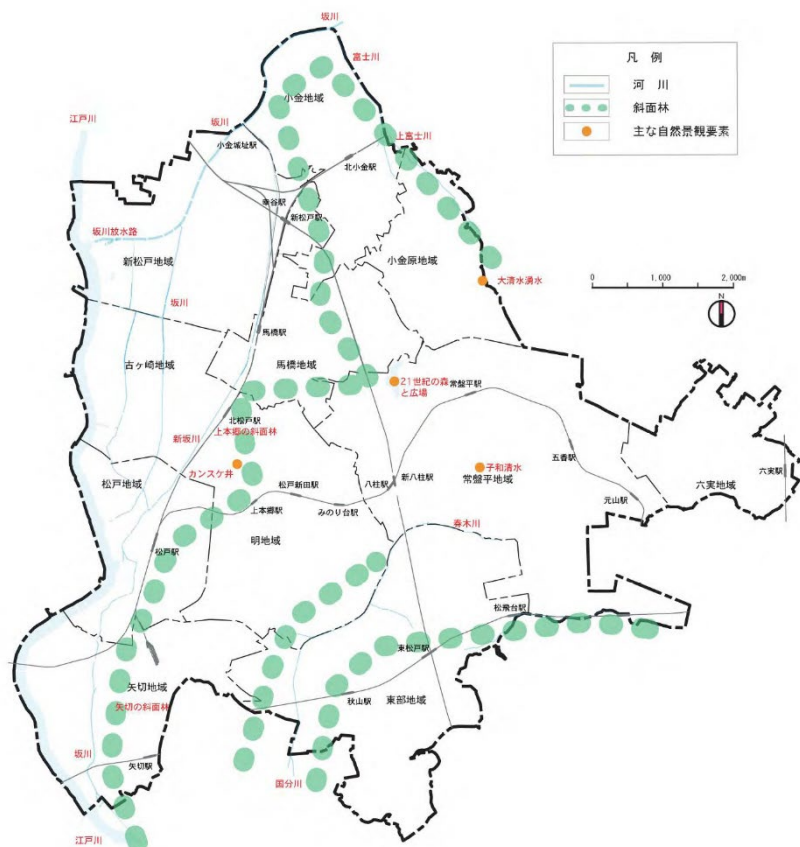 坂川
富士川
凡 例
河 川
斜面林
主な自然景観要素
小金地域
江戸川
坂川
上富士川
小金城址駅
北小金駅
幸谷駅
新松戸駅
坂川放水路
新松戸地域
小金原地域
大清水湧水
0 1,000 2,000m
N
坂川
馬橋駅
古ヶ崎地域
馬橋地域
21世紀の森
と広場
常盤平駅
北松戸駅
新坂川
上本郷の斜面林
カンスケ井
子和清水
五香駅
六実駅
松戸地域
松戸新田駅
八柱駅
新八柱駅
常盤平地域
六実地域
元山駅
上本郷駅
みのり台駅
明地域
春木川
松戸駅
松飛台駅
東松戸駅
矢切地域
秋山駅
東部地域
矢切の斜面林
坂川
矢切駅
国分川
江戸川